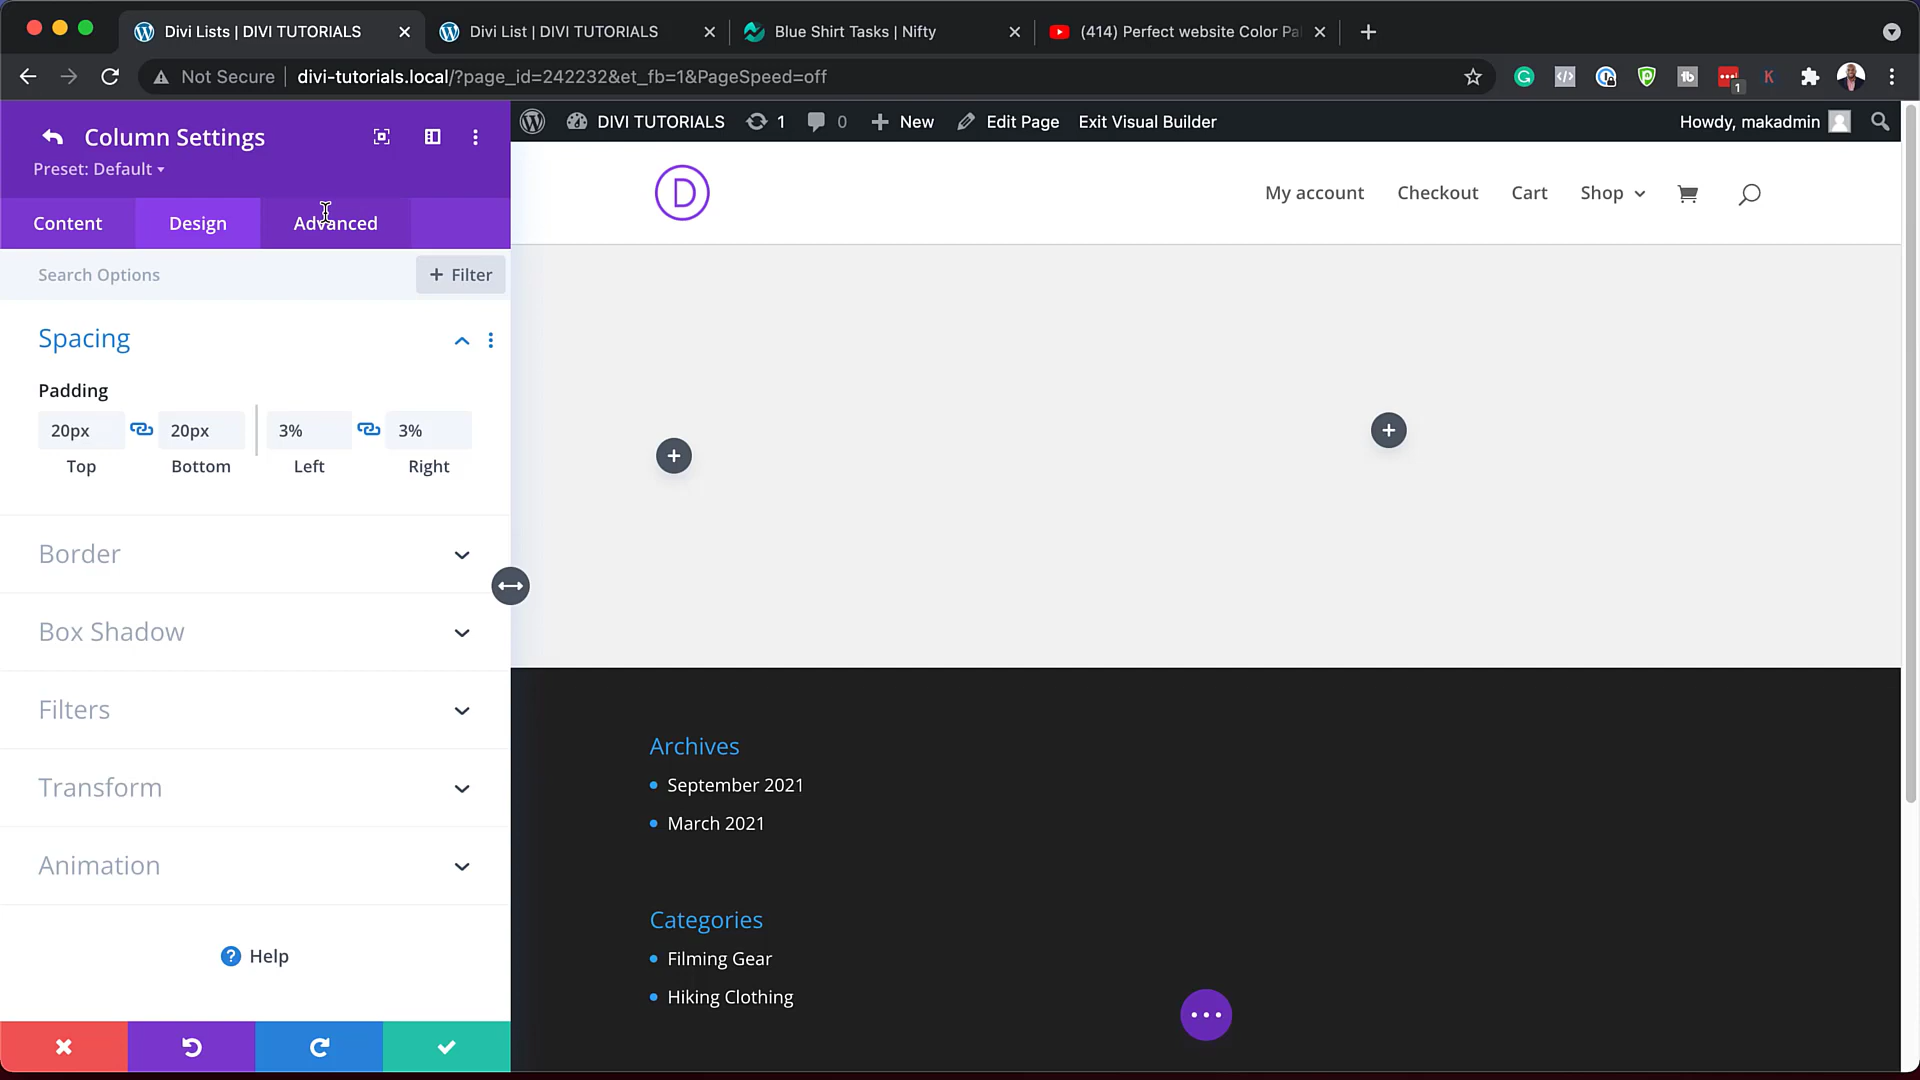 Divi Lists | DIVI TUTORIALS
Divi List | DIVI TUTORIALS
Blue Shirt Tasks | Nifty
(414) Perfect website Color Pal
Not Secure
divi-tutorials.local/?page_id=242232&et_fb=1&PageSpeed=off
1
K
Column Settings
Preset: Default
DIVI TUTORIALS
1
0
New
Edit Page
Exit Visual Builder
Howdy, makadmin
D
My account
Checkout
Cart
Shop
Content
Design
Advanced
Search Options
+ Filter
Spacing
Padding
20px
20px
3%
3%
Top
Bottom
Left
Right
Border
Box Shadow
Filters
Transform
Animation
? Help
Archives
September 2021
March 2021
Categories
Filming Gear
Hiking Clothing